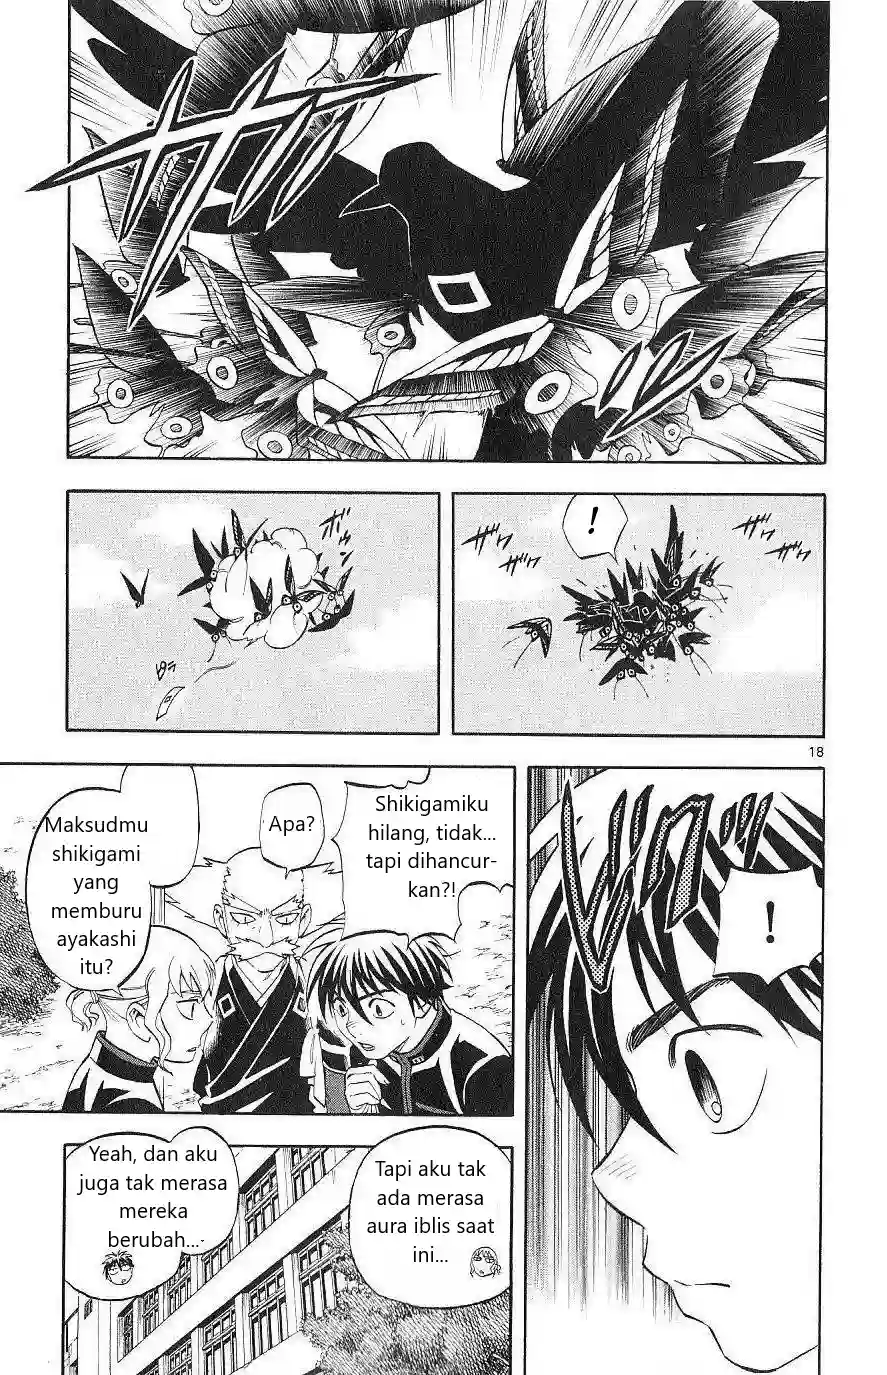 !
18
!
Shikigamiku
hilang, tidak...
tapi dihancur-
kan?!
Apa?
Maksudmu
shikigami
yang
memburu
ayakashi
itu?
Tapi aku tak
ada merasa
aura iblis saat
ini...
Yeah, dan aku
juga tak merasa
mereka
berubah...